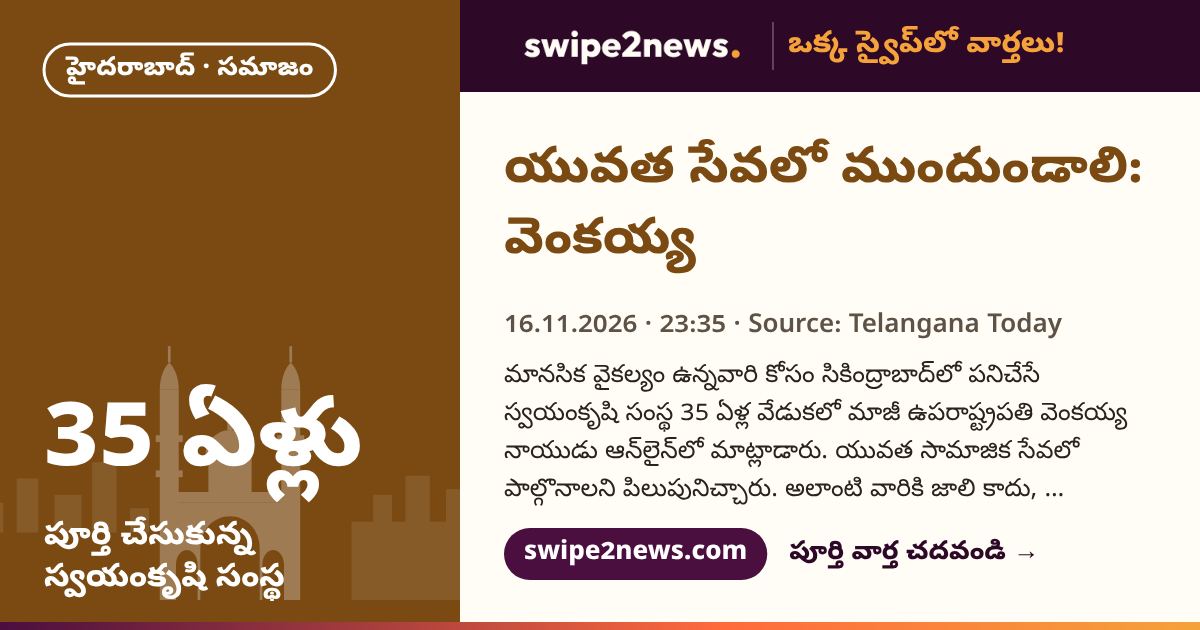 హైదరాబాద్ · సమాజం
35 ఏళ్లు
పూర్తి చేసుకున్న
స్వయంకృషి సంస్థ
swipe2news.
ఒక్క స్వైప్‌లో వార్తలు!
యువత సేవలో ముందుండాలి:
వెంకయ్య
16.11.2026 · 23:35 · Source: Telangana Today
మానసిక వైకల్యం ఉన్నవారి కోసం సికింద్రాబాద్‌లో పనిచేసే
స్వయంకృషి సంస్థ 35 ఏళ్ల వేడుకలో మాజీ ఉపరాష్ట్రపతి వెంకయ్య
నాయుడు ఆన్‌లైన్‌లో మాట్లాడారు. యువత సామాజిక సేవలో
పాల్గొనాలని పిలుపునిచ్చారు. అలాంటి వారికి జాలి కాదు, ...
swipe2news.com
పూర్తి వార్త చదవండి →